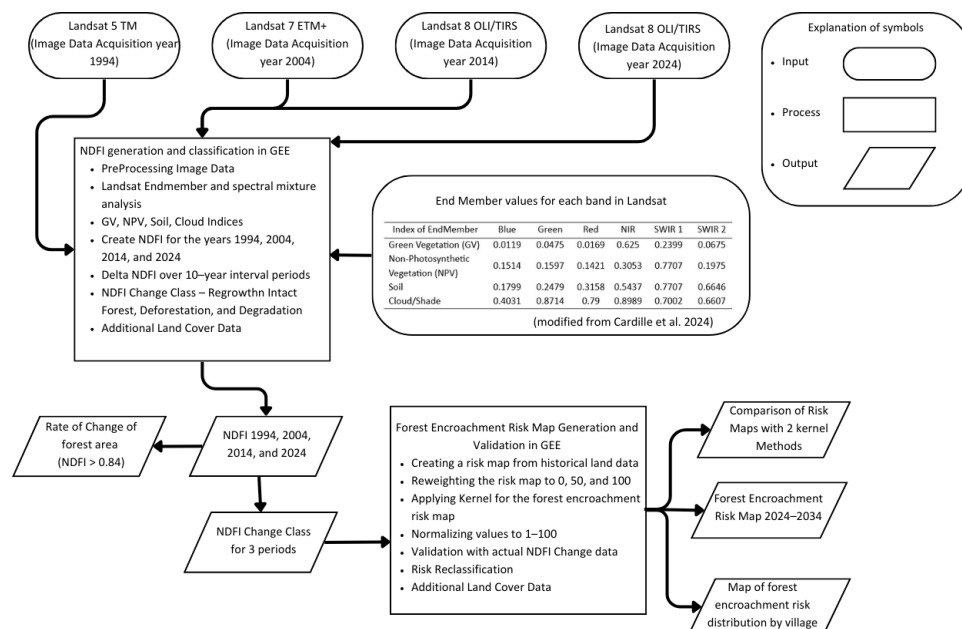 Landsat 5 TM
(Image Data Acquisition year
1994)
Landsat 7 ETM+
(Image Data Acquisition
year 2004)
Landsat 8 OLI/TIRS
(Image Data Acquisition
year 2014)
Landsat 8 OLI/TIRS
(Image Data Acquisition
year 2024)
Explanation of symbols
• Input
• Process
• Output
NDFI generation and classification in GEE
• PreProcessing Image Data
• Landsat Endmember and spectral mixture
analysis
• GV, NPV, Soil, Cloud Indices
• Create NDFI for the years 1994, 2004,
2014, and 2024
• Delta NDFI over 10–year interval periods
• NDFI Change Class – Regrowthn Intact
Forest, Deforestation, and Degradation
• Additional Land Cover Data
End Member values for each band in Landsat
Index of EndMember Blue Green Red NIR SWIR 1 SWIR 2
Green Vegetation (GV) 0.0119 0.0475 0.0169 0.625 0.2399 0.0675
Non-Photosynthetic
Vegetation (NPV) 0.1514 0.1597 0.1421 0.3053 0.7707 0.1975
Soil 0.1799 0.2479 0.3158 0.5437 0.7707 0.6646
Cloud/Shade 0.4031 0.8714 0.79 0.8989 0.7002 0.6607
(modified from Cardille et al. 2024)
Rate of Change of
forest area
(NDFI > 0.84)
NDFI 1994, 2004,
2014, and 2024
NDFI Change Class
for 3 periods
Forest Encroachment Risk Map Generation and
Validation in GEE
• Creating a risk map from historical land data
• Reweighting the risk map to 0, 50, and 100
• Applying Kernel for the forest encroachment
risk map
• Normalizing values to 1–100
• Validation with actual NDFI Change data
• Risk Reclassification
• Additional Land Cover Data
Comparison of Risk
Maps with 2 kernel
Methods
Forest Encroachment
Risk Map 2024–2034
Map of forest
encroachment risk
distribution by village